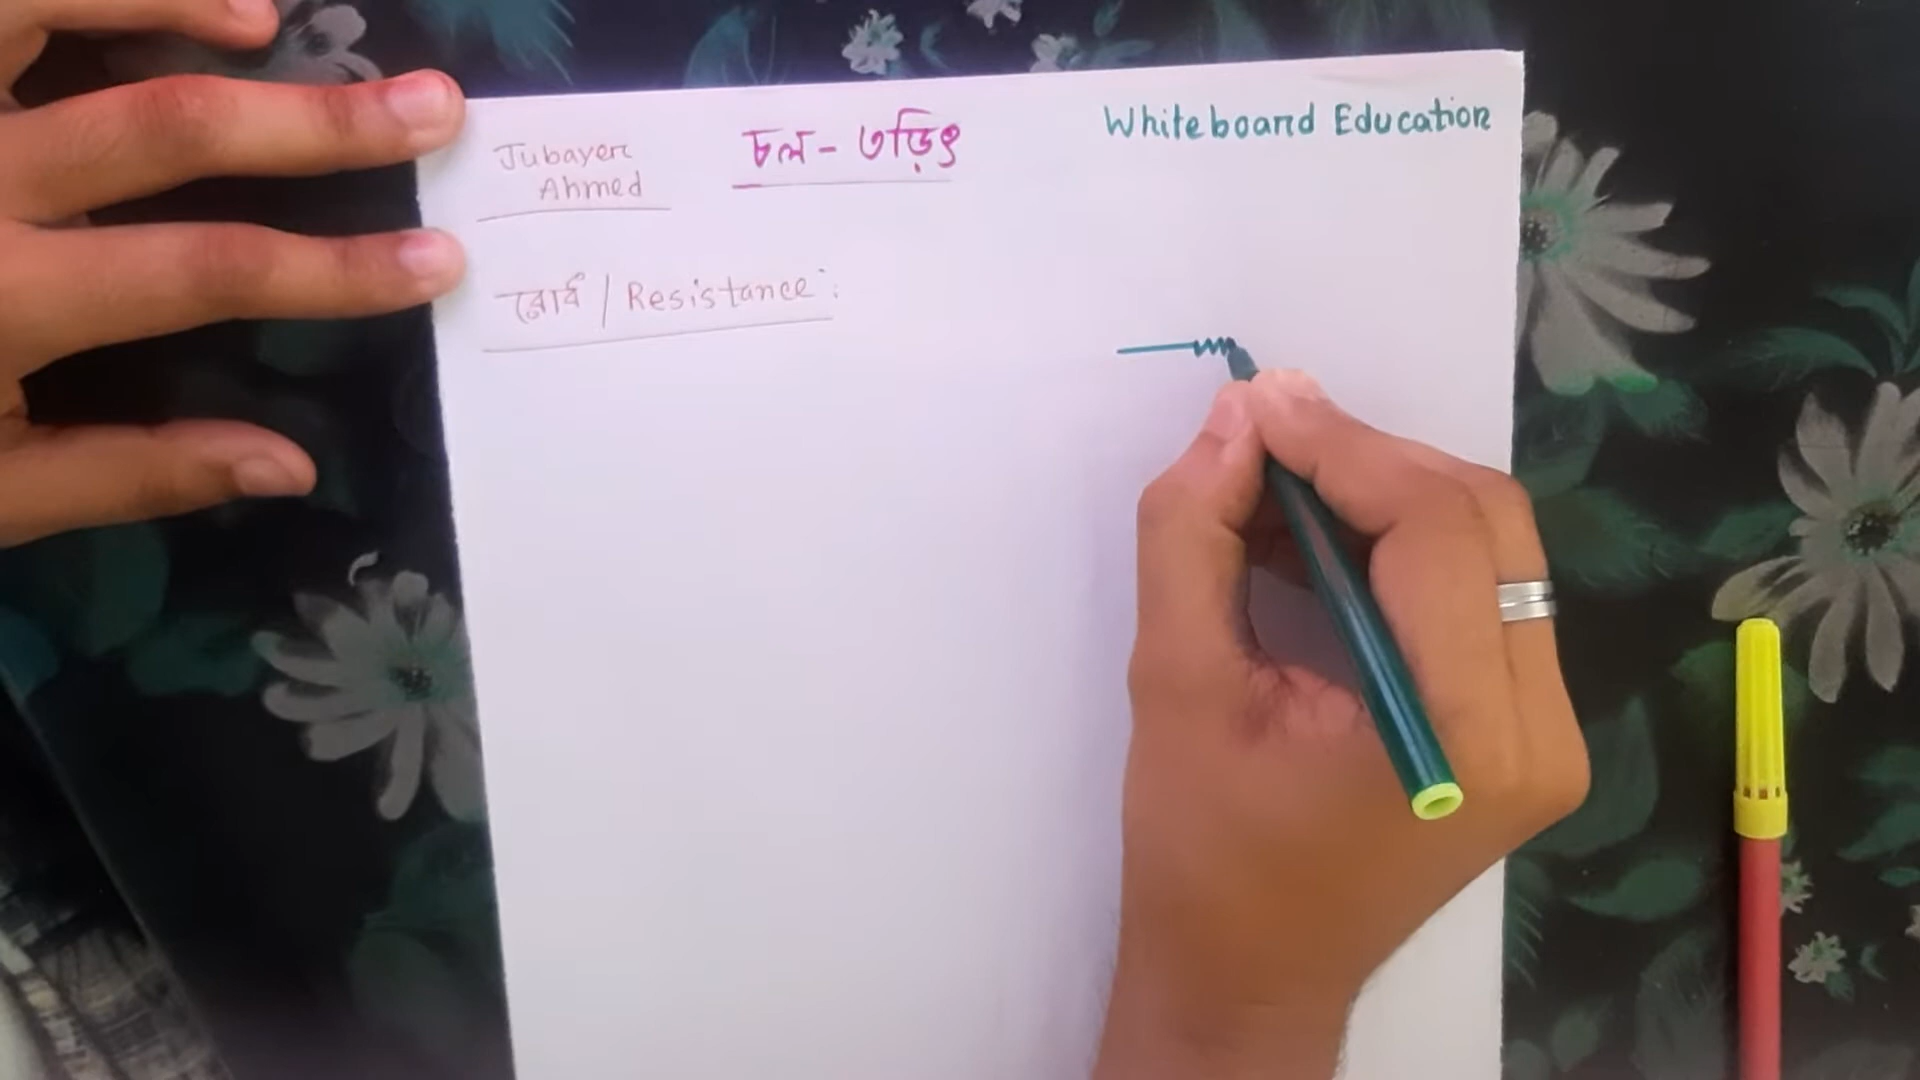 Jubayer
Ahmed
চল - তড়িৎ
Whiteboard Education
রোধ / Resistance :